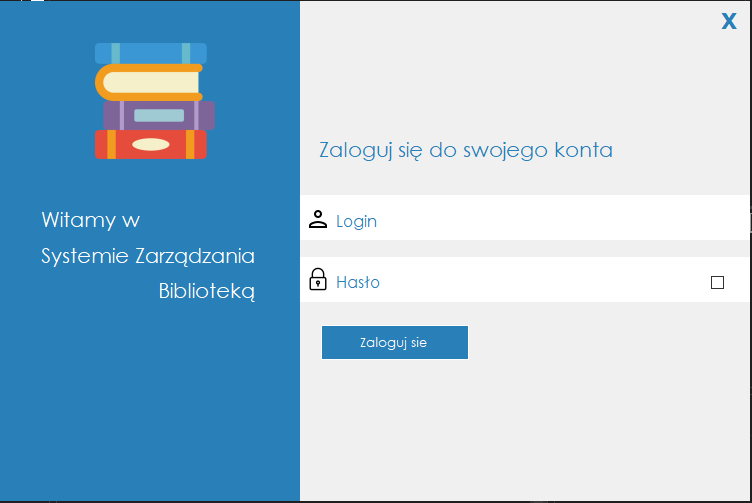 X
Witamy w
Systemie Zarządzania
Biblioteką
Zaloguj się do swojego konta
Login
Hasło
Zaloguj sie